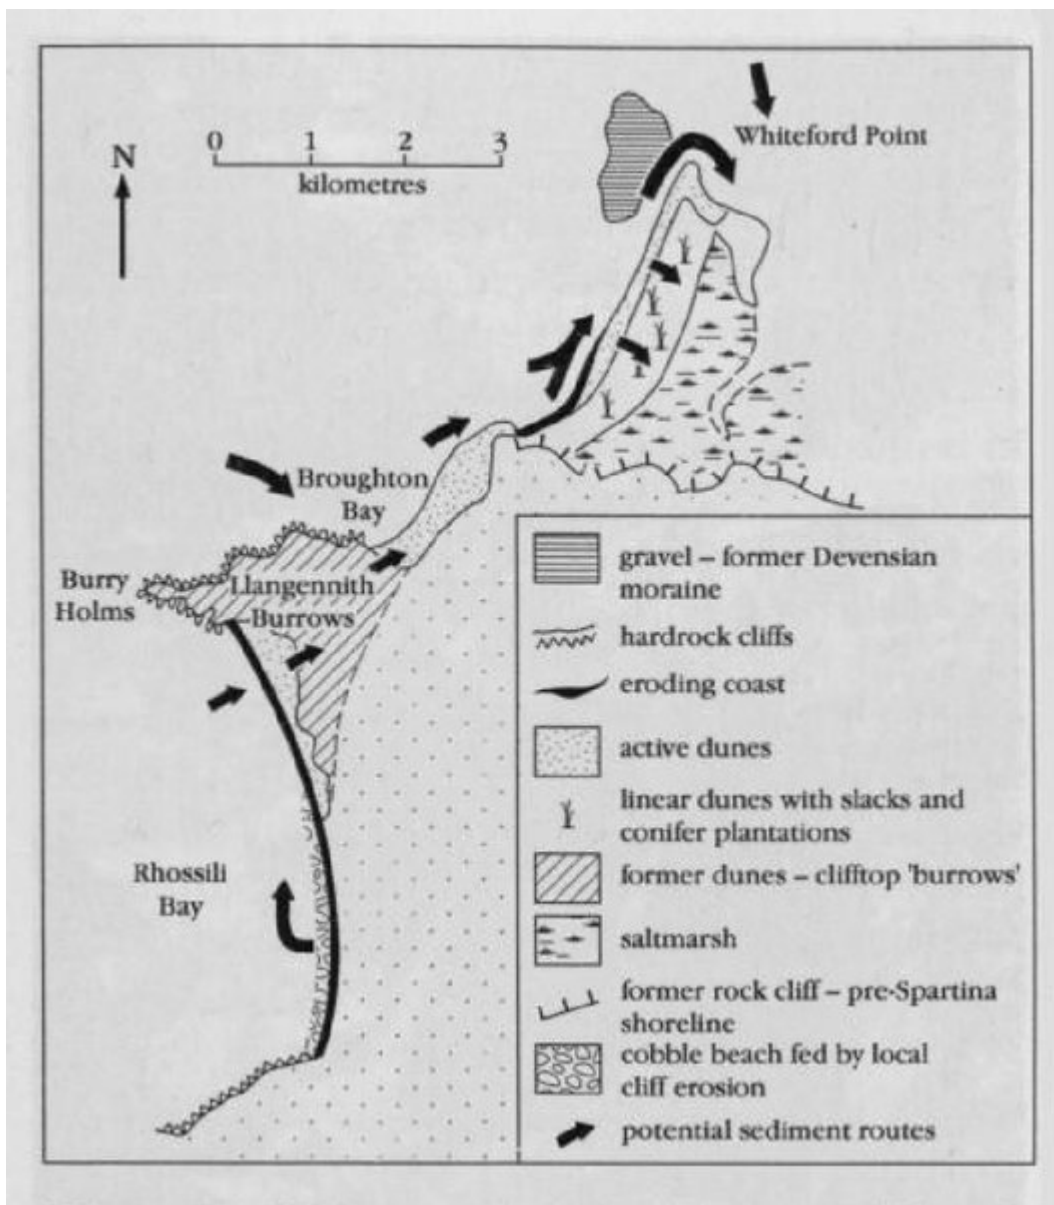 Whiteford Point
N
0 1 2 3
kilometres
Broughton
Bay
Burry
Holms
Llangennith
Burrows
Rhossili
Bay
gravel – former Devensian
moraine
hardrock cliffs
eroding coast
active dunes
linear dunes with slacks and
conifer plantations
former dunes – clifftop 'burrows'
saltmarsh
former rock cliff – pre-Spartina
shoreline
cobble beach fed by local
cliff erosion
potential sediment routes